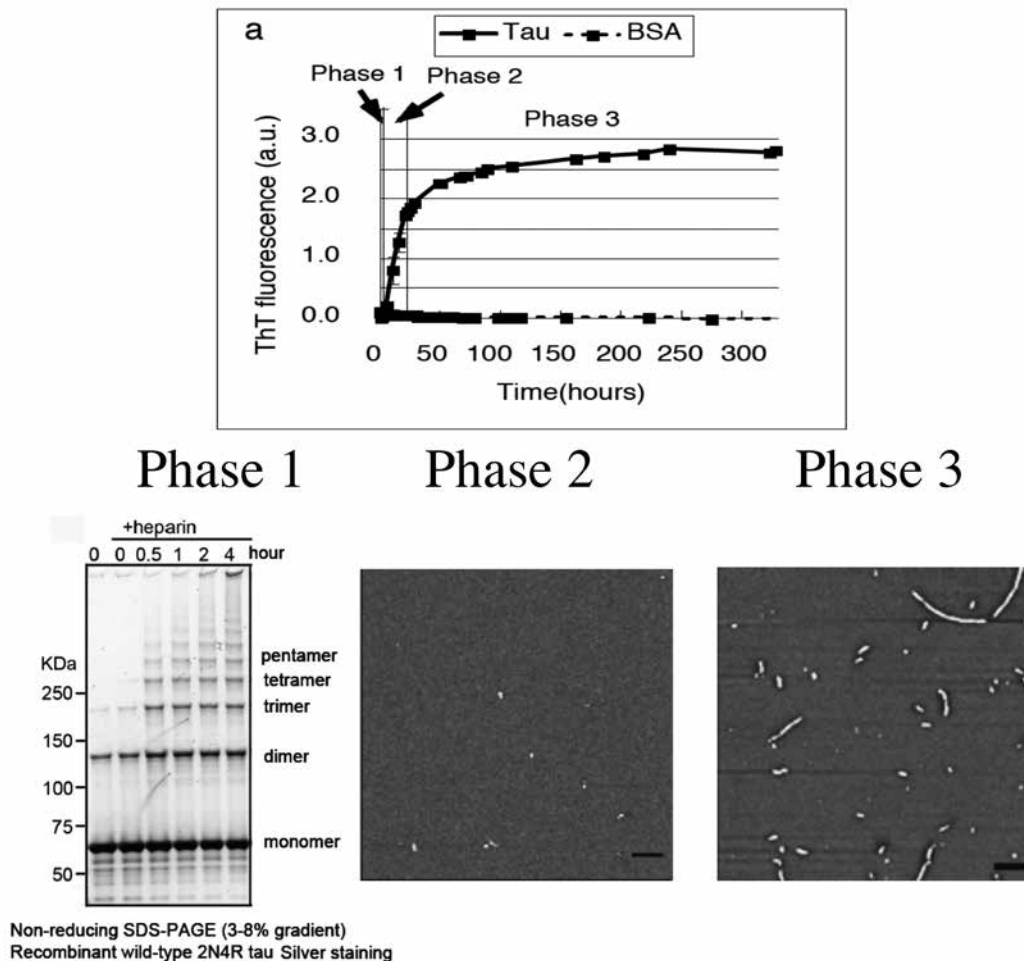 a
Tau BSA
Phase 1 Phase 2
Phase 3
ThT fluorescence (a.u.)
3.0
2.0
1.0
0.0
0 50 100 150 200 250 300
Time(hours)
Phase 1 Phase 2 Phase 3
+heparin
0 0 0.5 1 2 4 hour
KDa
pentamer
tetramer
250
trimer
150
dimer
100
75
monomer
50
Non-reducing SDS-PAGE (3-8% gradient)
Recombinant wild-type 2N4R tau Silver staining